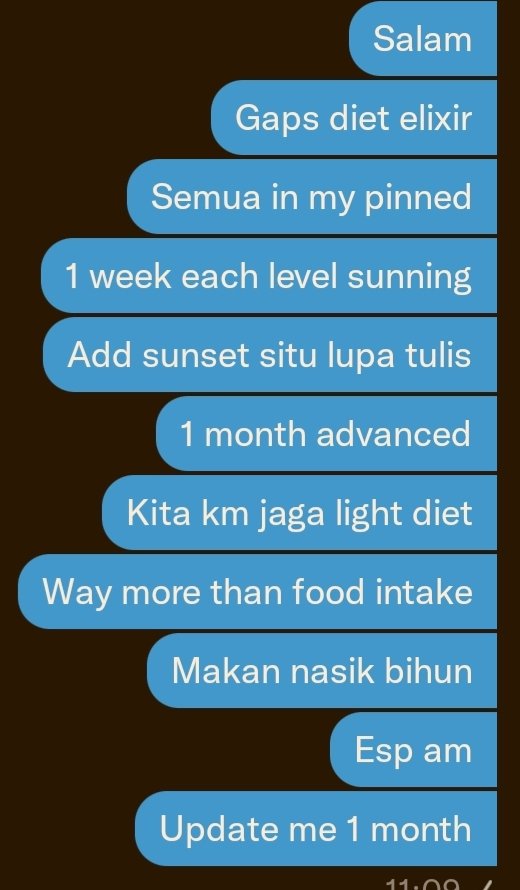 Salam
Gaps diet elixir
Semua in my pinned
1 week each level sunning
Add sunset situ lupa tulis
1 month advanced
Kita km jaga light diet
Way more than food intake
Makan nasik bihun
Esp am
Update me 1 month
11:09